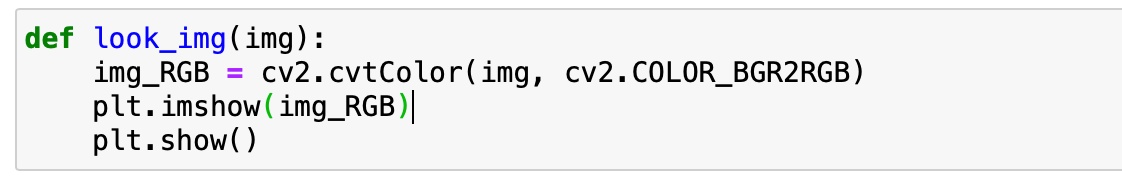 def look_img(img):
    img_RGB = cv2.cvtColor(img, cv2.COLOR_BGR2RGB)
    plt.imshow(img_RGB)
    plt.show()